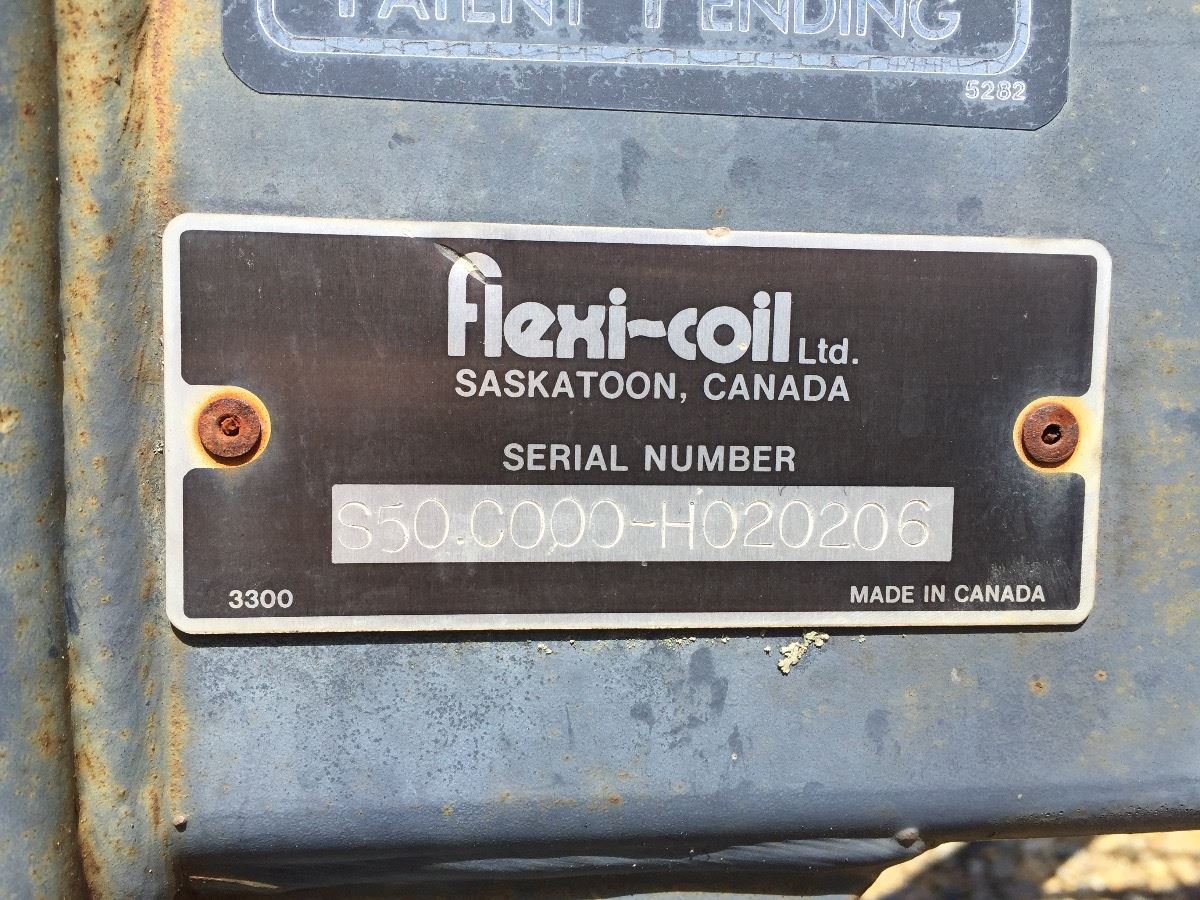 PATENT PENDING
5282
flexi-coil Ltd.
SASKATOON, CANADA
SERIAL NUMBER
S50.C000-H020206
3300
MADE IN CANADA